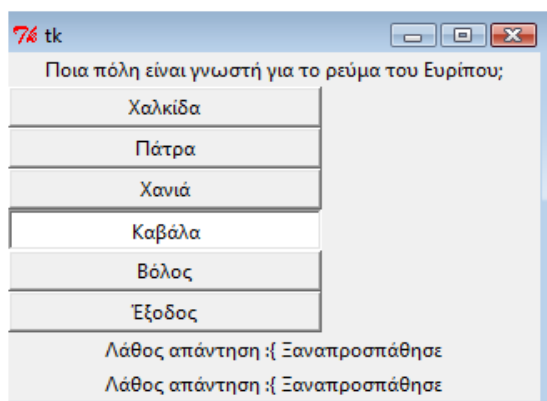 tk
Ποια πόλη είναι γνωστή για το ρεύμα του Ευρίπου;
Χαλκίδα
Πάτρα
Χανιά
Καβάλα
Βόλος
Έξοδος
Λάθος απάντηση :{ Ξαναπροσπάθησε
Λάθος απάντηση :{ Ξαναπροσπάθησε